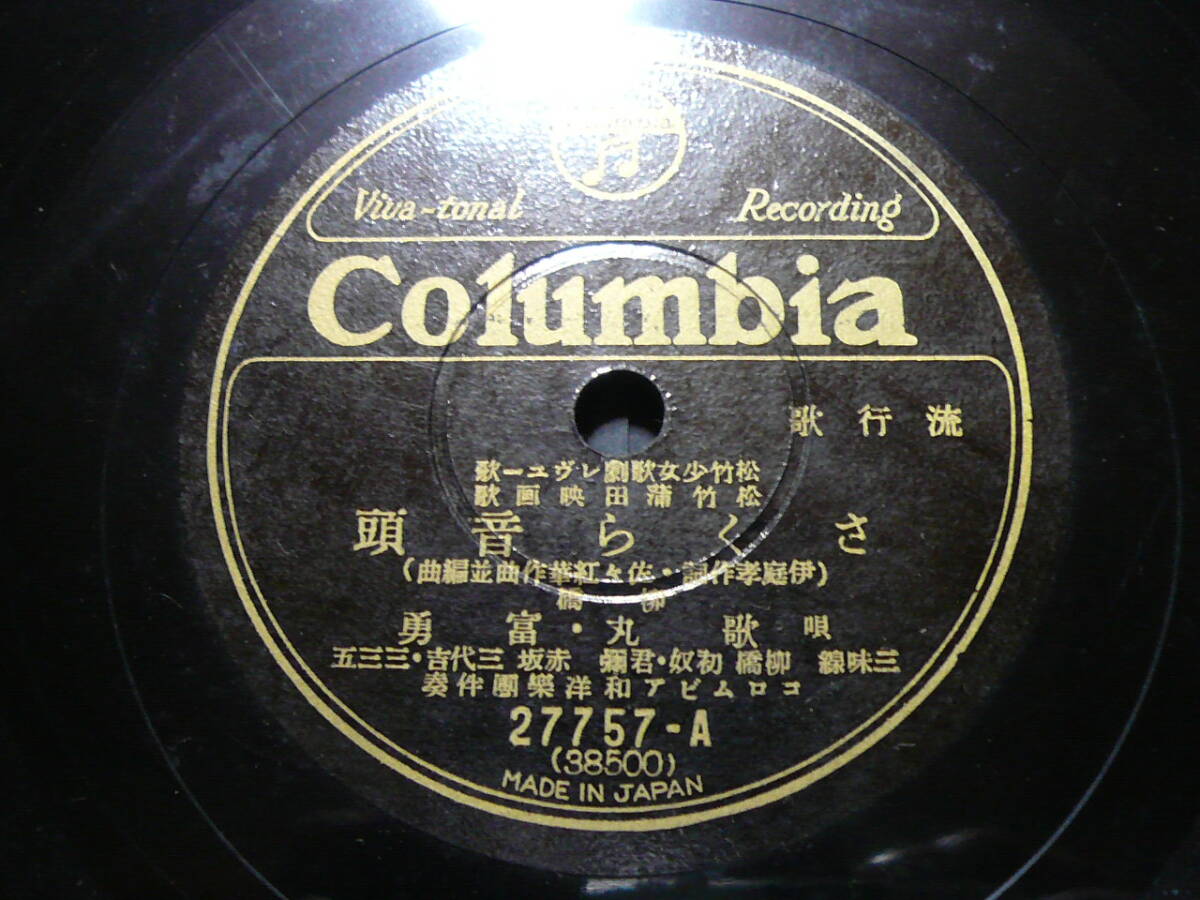 Viva-tonal Recording
Columbia
流行歌
松竹少女歌劇レヴユー歌
松竹蒲田映画歌
さくら音頭
(伊庭孝作詞・佐々紅華作曲並編曲)
柳橋
唄 歌丸・富勇
三味線 柳橋 初奴・君彌 赤坂 三代吉・三三五
コロムビア和洋樂團伴奏
27757-A
(38500)
MADE IN JAPAN